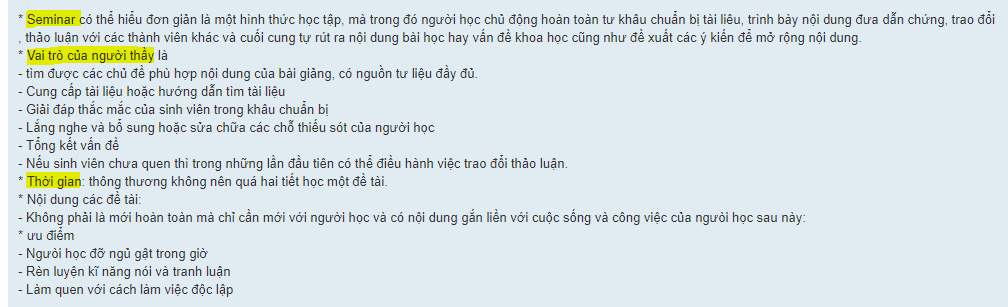 * Seminar có thể hiểu đơn giản là một hình thức học tập, mà trong đó người học chủ động hoàn toàn từ khâu chuẩn bị tài liệu, trình bày nội dung đưa dẫn chứng, trao đổi
, thảo luận với các thành viên khác và cuối cung tự rút ra nội dung bài học hay vấn đề khoa học cũng như đề xuất các ý kiến để mở rộng nội dung.
* Vai trò của người thầy là
- tìm được các chủ đề phù hợp nội dung của bài giảng, có nguồn tư liệu đầy đủ.
- Cung cấp tài liệu hoặc hướng dẫn tìm tài liệu
- Giải đáp thắc mắc của sinh viên trong khâu chuẩn bị
- Lắng nghe và bổ sung hoặc sửa chữa các chỗ thiếu sót của người học
- Tổng kết vấn đề
- Nếu sinh viên chưa quen thì trong những lần đầu tiên có thể điều hành việc trao đổi thảo luận.
* Thời gian: thông thương không nên quá hai tiết học một đề tài.
* Nội dung các đề tài:
- Không phải là mới hoàn toàn mà chỉ cần mới với người học và có nội dung gắn liền với cuộc sống và công việc của người học sau này:
* ưu điểm
- Người học đỡ ngủ gật trong giờ
- Rèn luyện kĩ năng nói và tranh luận
- Làm quen với cách làm việc độc lập